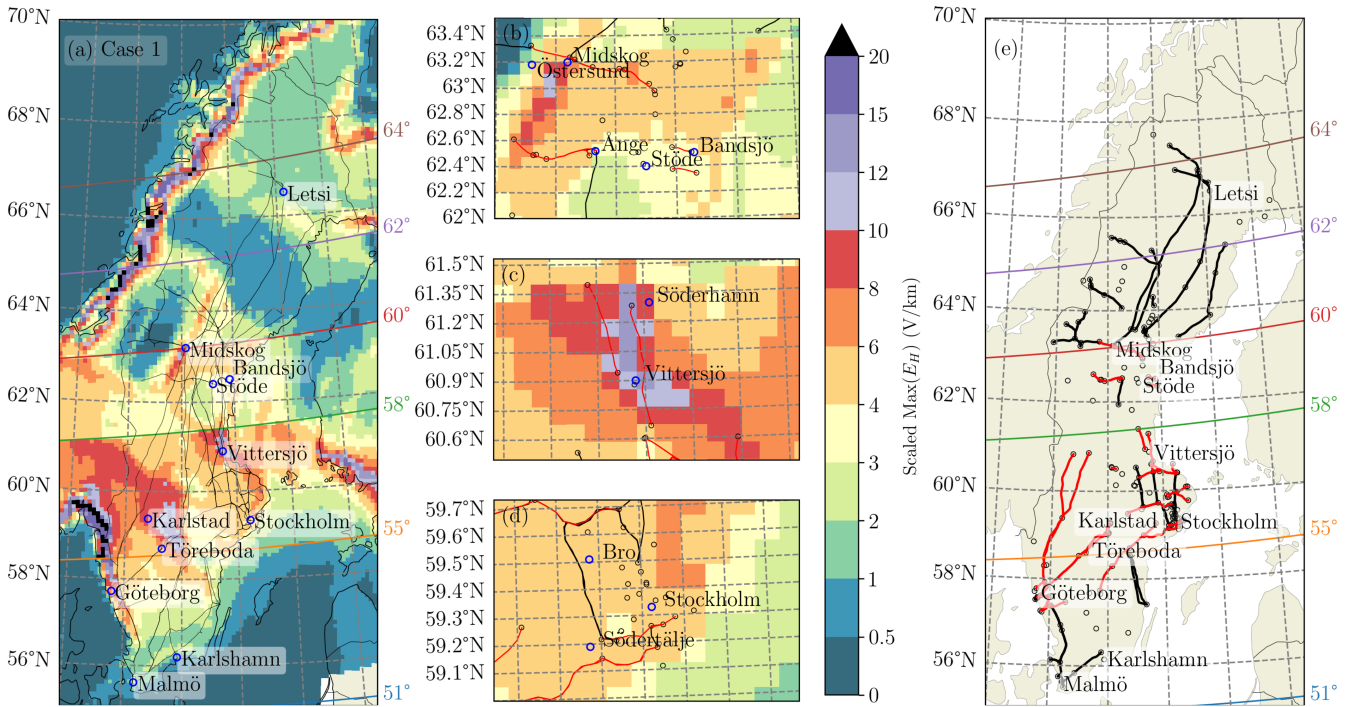 70°N
68°N
66°N
64°N
62°N
60°N
58°N
56°N
(a) Case 1
64°
62°
60°
58°
55°
51°
Letsi
Midskog
Bandsjö
Stöde
Vittersjö
Karlstad
Stockholm
Töreboda
Göteborg
Karlshamn
Malmö
63.4°N
63.2°N
63°N
62.8°N
62.6°N
62.4°N
62.2°N
62°N
(b)
Midskog
Östersund
Ånge
Bandsjö
Stöde
61.5°N
61.35°N
61.2°N
61.05°N
60.9°N
60.75°N
60.6°N
(c)
Söderhamn
Vittersjö
59.7°N
59.6°N
59.5°N
59.4°N
59.3°N
59.2°N
59.1°N
(d)
Bro
Stockholm
Södertälje
20
15
12
10
8
6
4
3
2
1
0.5
0
Scaled Max(E_H) (V/km)
70°N
68°N
66°N
64°N
62°N
60°N
58°N
56°N
(e)
64°
62°
60°
58°
55°
51°
Letsi
Midskog
Bandsjö
Stöde
Vittersjö
Karlstad
Stockholm
Töreboda
Göteborg
Karlshamn
Malmö